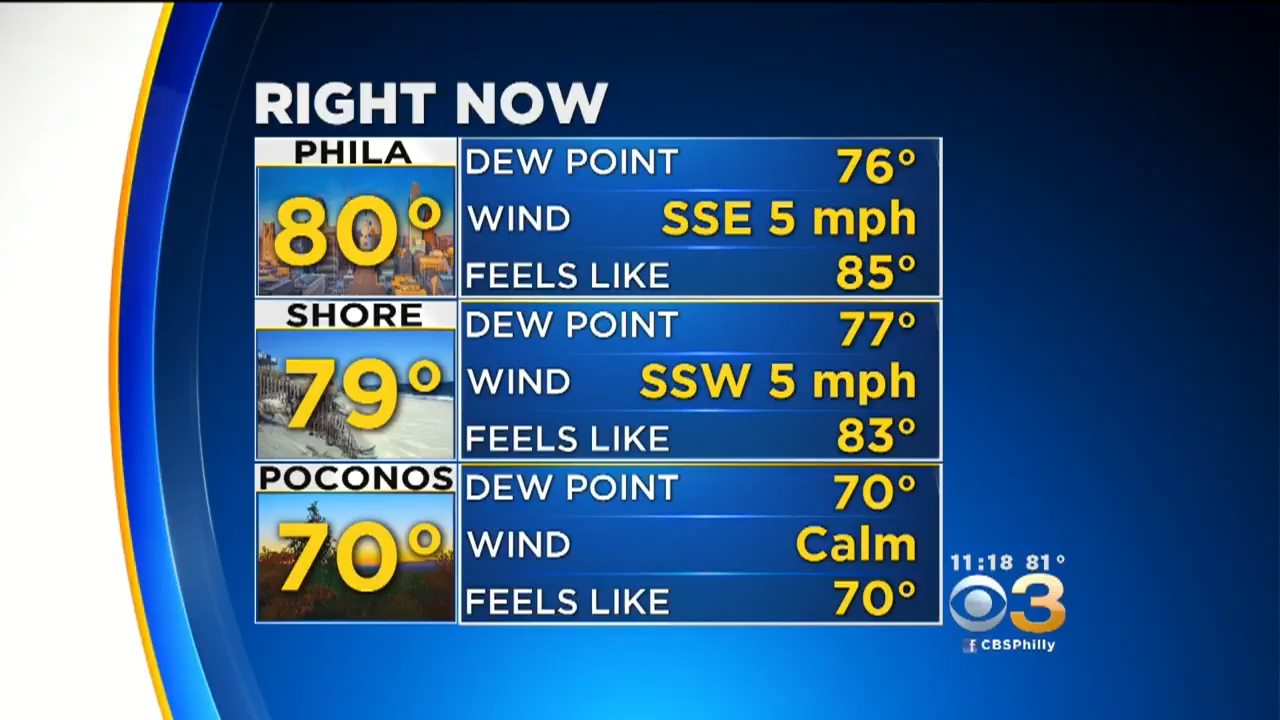 RIGHT NOW
PHILA
80°
DEW POINT 76°
WIND SSE 5 mph
FEELS LIKE 85°
SHORE
79°
DEW POINT 77°
WIND SSW 5 mph
FEELS LIKE 83°
POCONOS
70°
DEW POINT 70°
WIND Calm
FEELS LIKE 70°
11:18 81°
3
f CBSPhilly